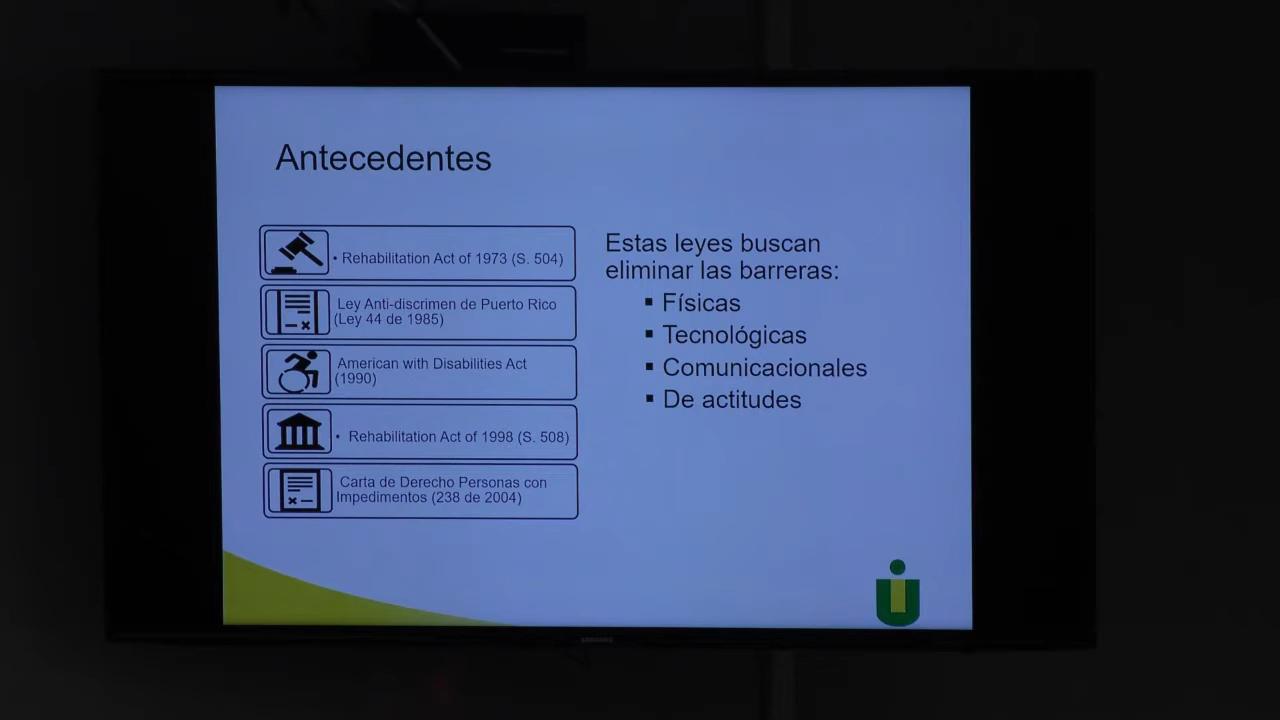 Antecedentes
• Rehabilitation Act of 1973 (S. 504)
Ley Anti-discrimen de Puerto Rico
(Ley 44 de 1985)
American with Disabilities Act
(1990)
• Rehabilitation Act of 1998 (S. 508)
Carta de Derecho Personas con
Impedimentos (238 de 2004)
Estas leyes buscan
eliminar las barreras:
▪ Físicas
▪ Tecnológicas
▪ Comunicacionales
▪ De actitudes
SAMSUNG